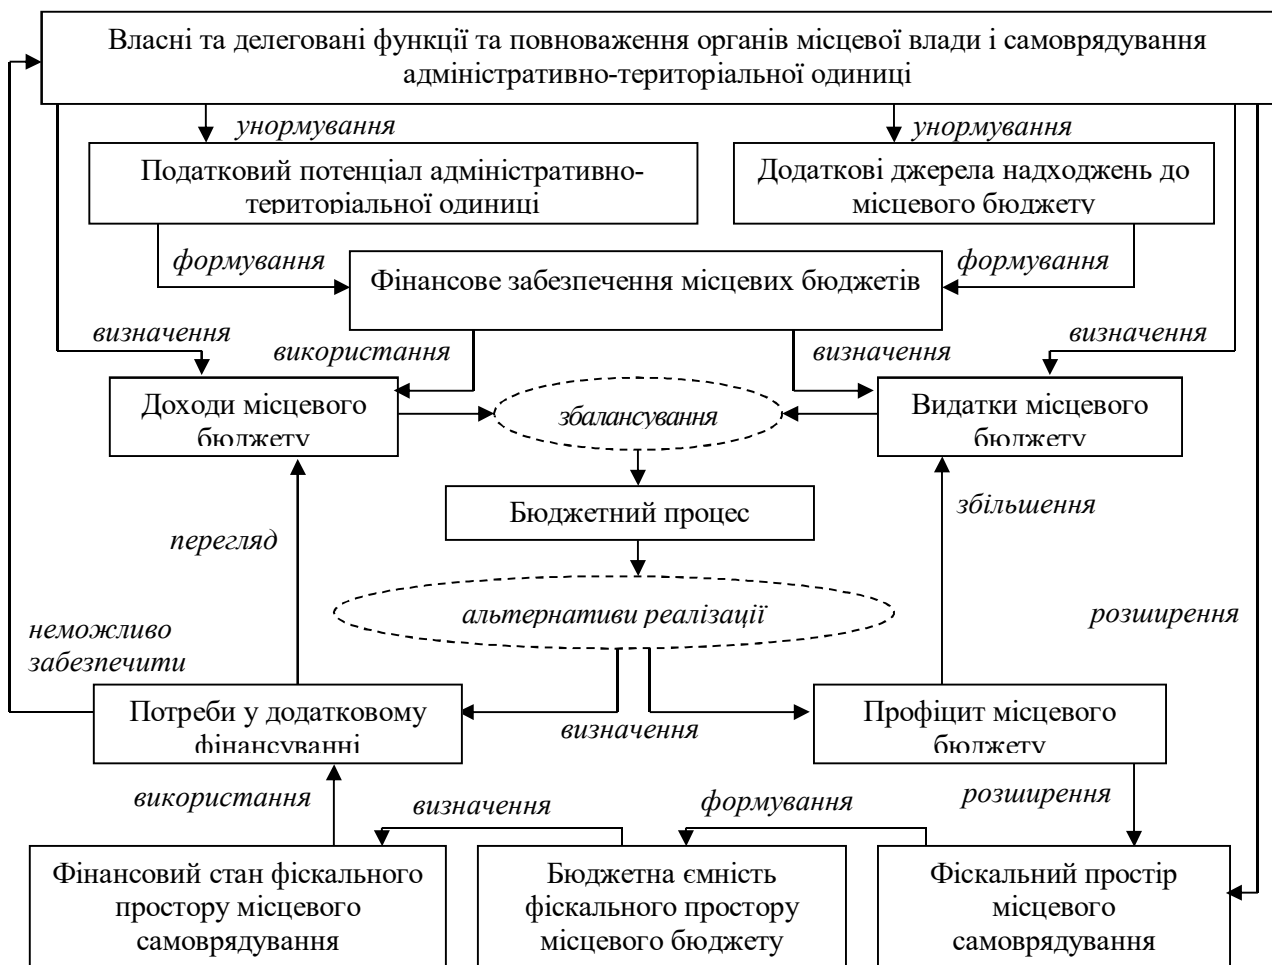 Власні та делеговані функції та повноваження органів місцевої влади і самоврядування
адміністративно-територіальної одиниці
унормування
унормування
Податковий потенціал адміністративно-
територіальної одиниці
Додаткові джерела надходжень до
місцевого бюджету
формування
формування
Фінансове забезпечення місцевих бюджетів
визначення
використання
визначення
визначення
Доходи місцевого
бюджету
збалансування
Видатки місцевого
бюджету
Бюджетний процес
збільшення
перегляд
альтернативи реалізації
розширення
неможливо
забезпечити
Потреби у додатковому
фінансуванні
визначення
Профіцит місцевого
бюджету
використання
визначення
формування
розширення
Фінансовий стан фіскального
простору місцевого
самоврядування
Бюджетна ємність
фіскального простору
місцевого бюджету
Фіскальний простір
місцевого
самоврядування